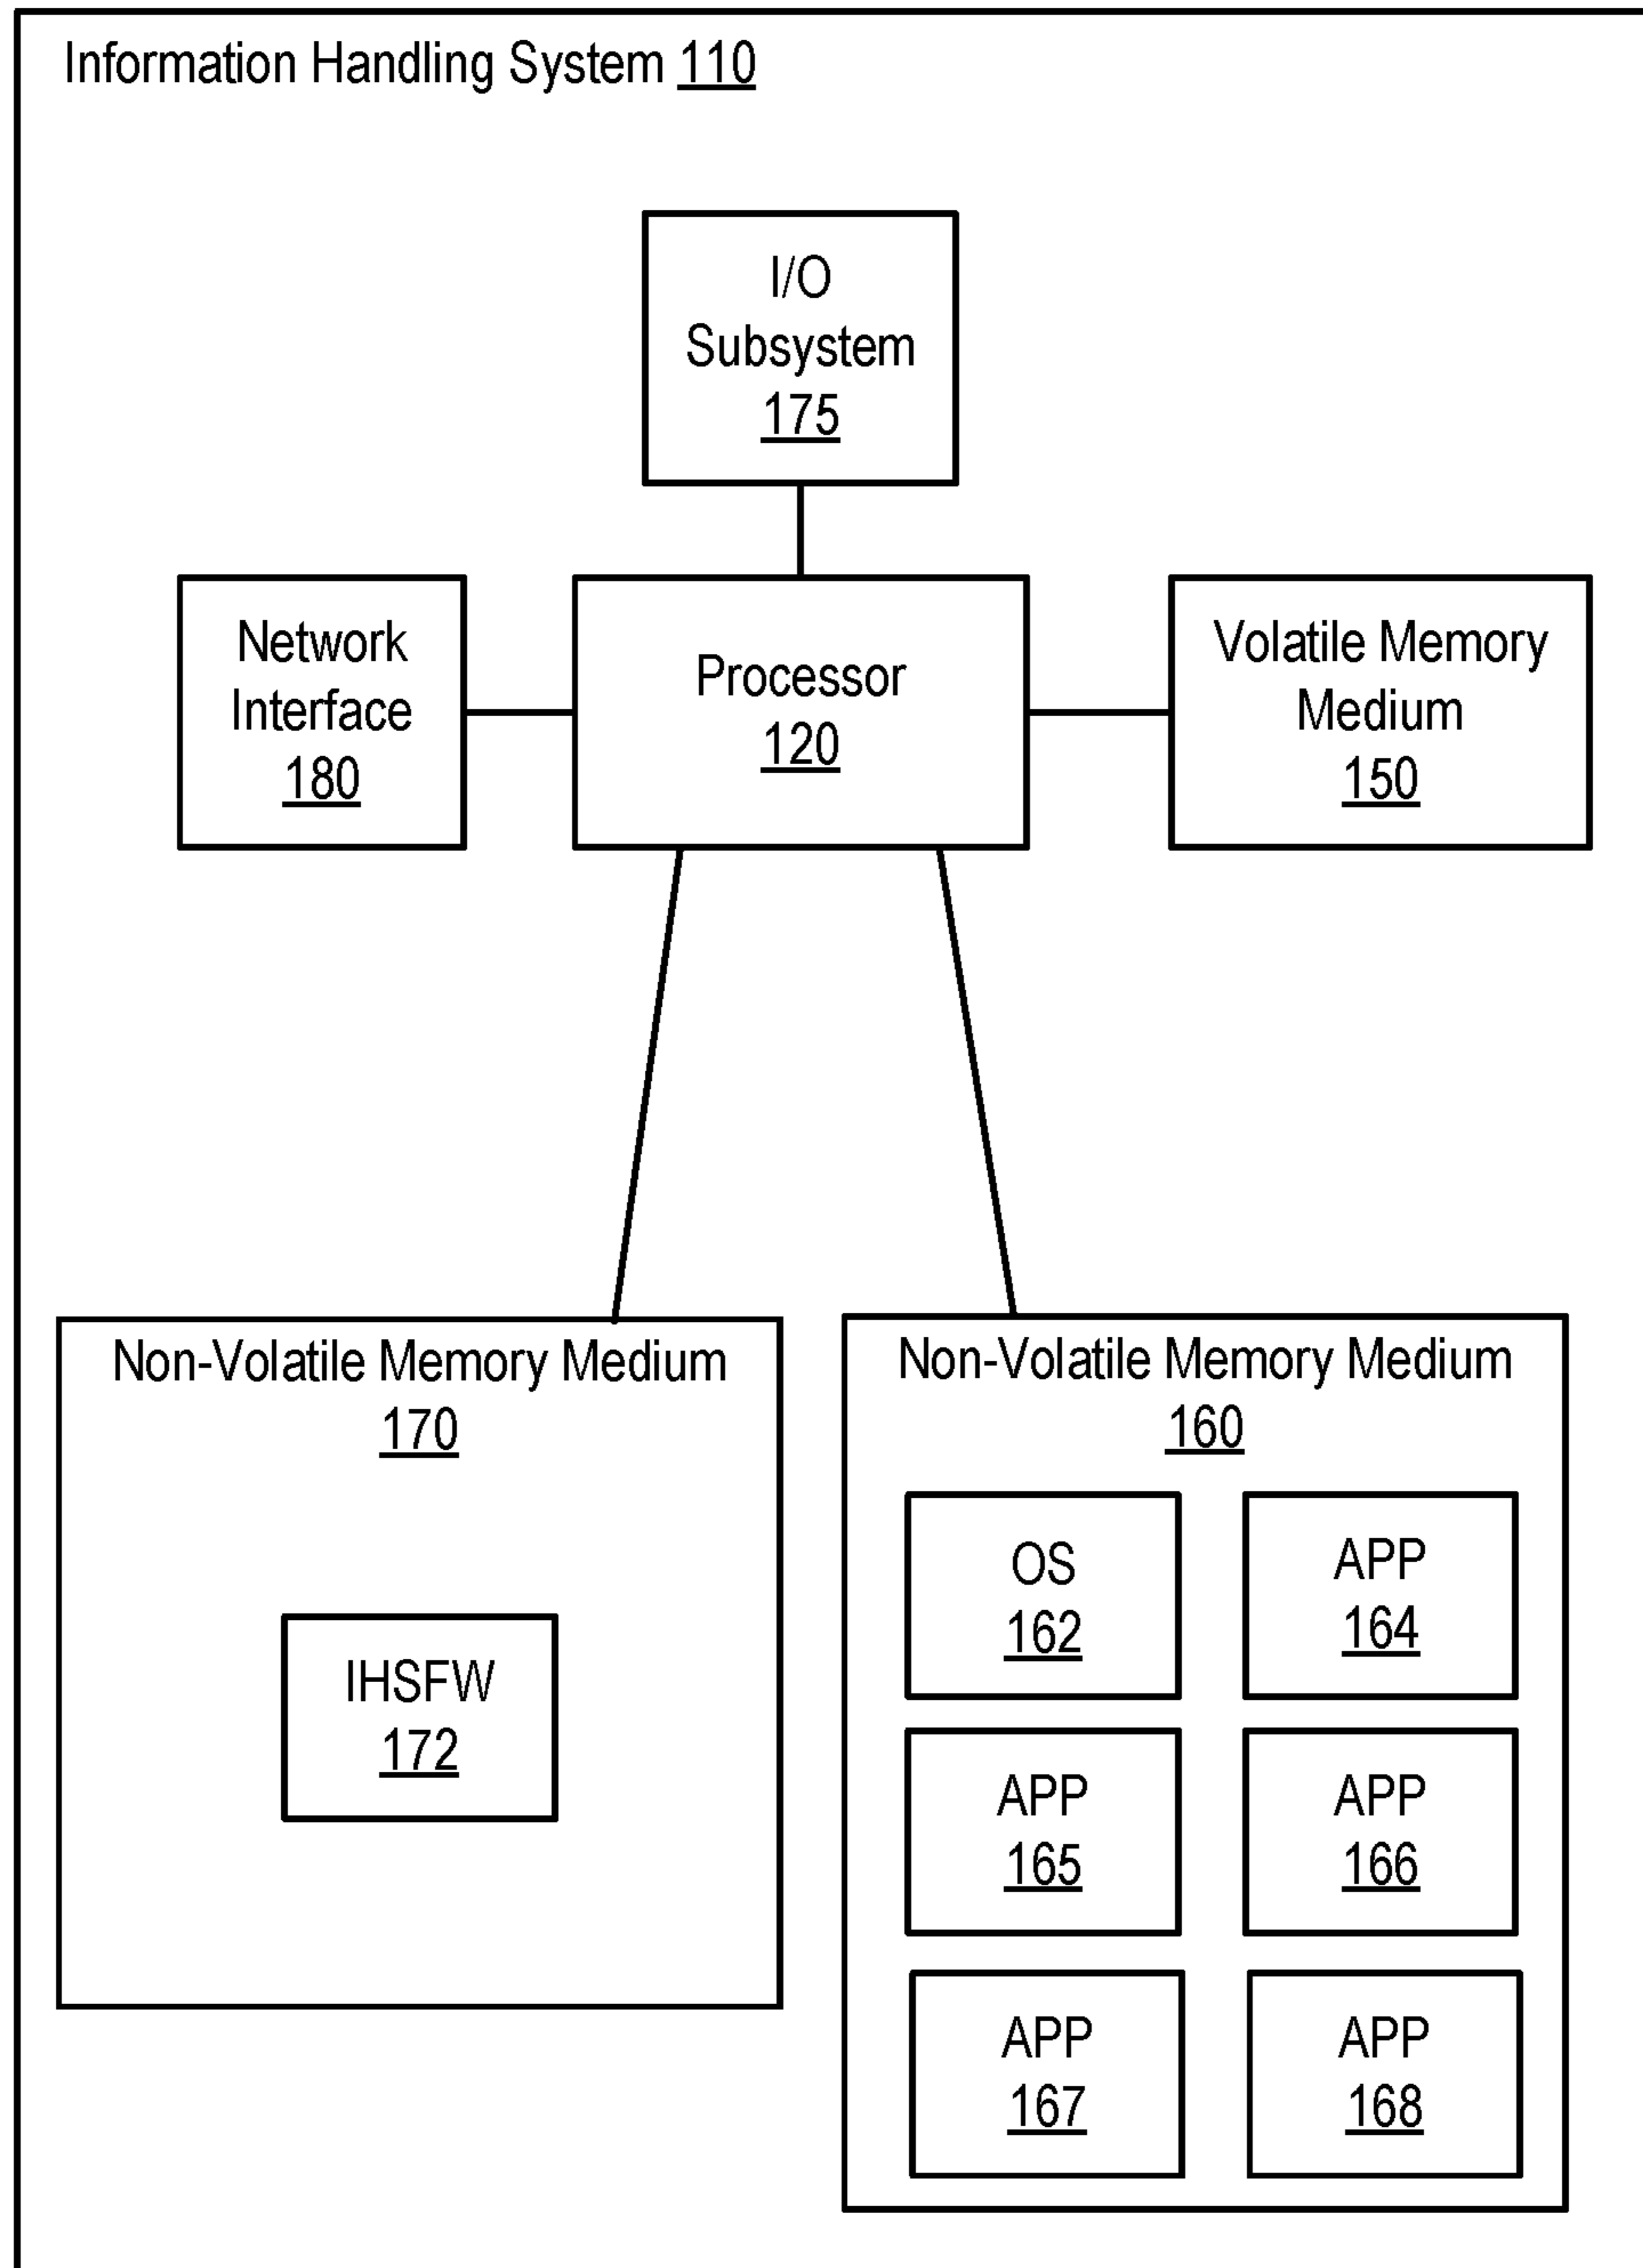 Information Handling System 110
I/O
Subsystem
175
Network
Interface
180
Processor
120
Volatile Memory
Medium
150
Non-Volatile Memory Medium
170
IHSFW
172
Non-Volatile Memory Medium
160
OS
162
APP
164
APP
165
APP
166
APP
167
APP
168